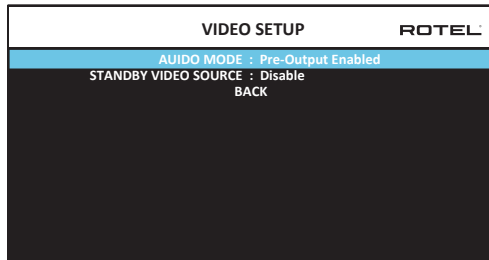 VIDEO SETUP ROTEL
AUIDO MODE : Pre-Output Enabled
STANDBY VIDEO SOURCE : Disable
BACK